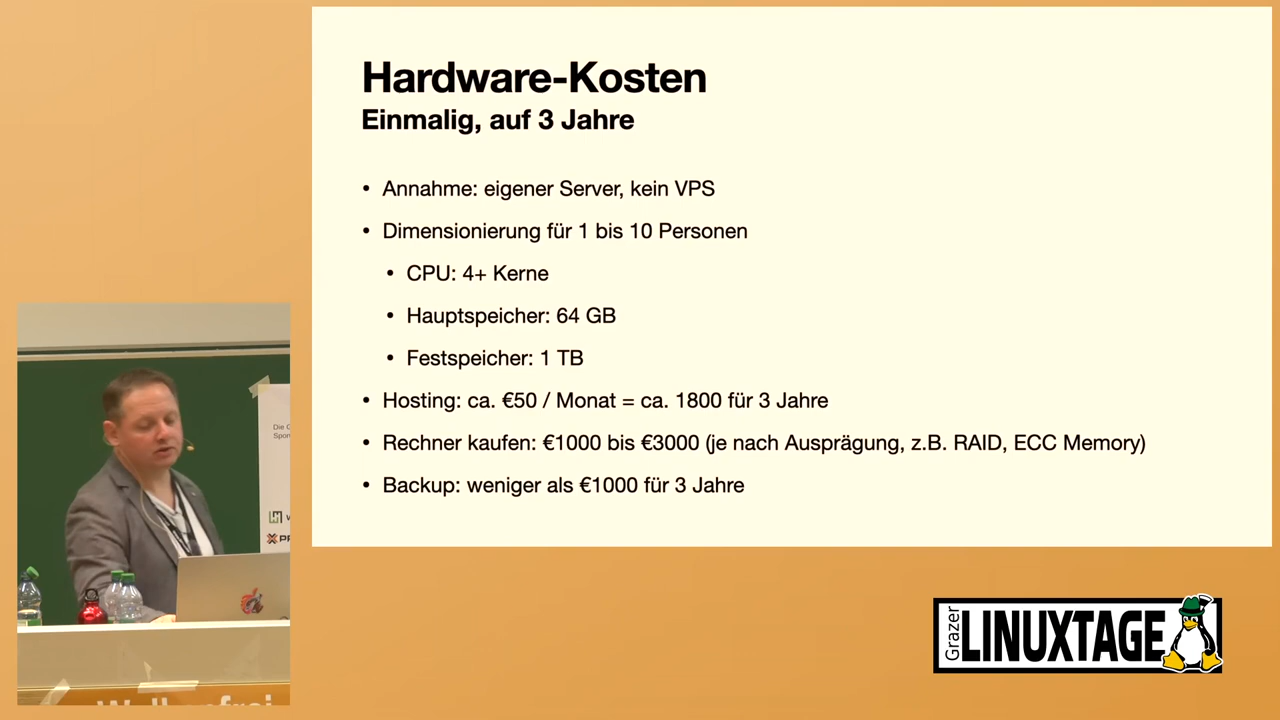 Hardware-Kosten
Einmalig, auf 3 Jahre
• Annahme: eigener Server, kein VPS
• Dimensionierung für 1 bis 10 Personen
• CPU: 4+ Kerne
• Hauptspeicher: 64 GB
• Festspeicher: 1 TB
• Hosting: ca. €50 / Monat = ca. 1800 für 3 Jahre
• Rechner kaufen: €1000 bis €3000 (je nach Ausprägung, z.B. RAID, ECC Memory)
• Backup: weniger als €1000 für 3 Jahre
Die
Grazer
LINUXTAGE